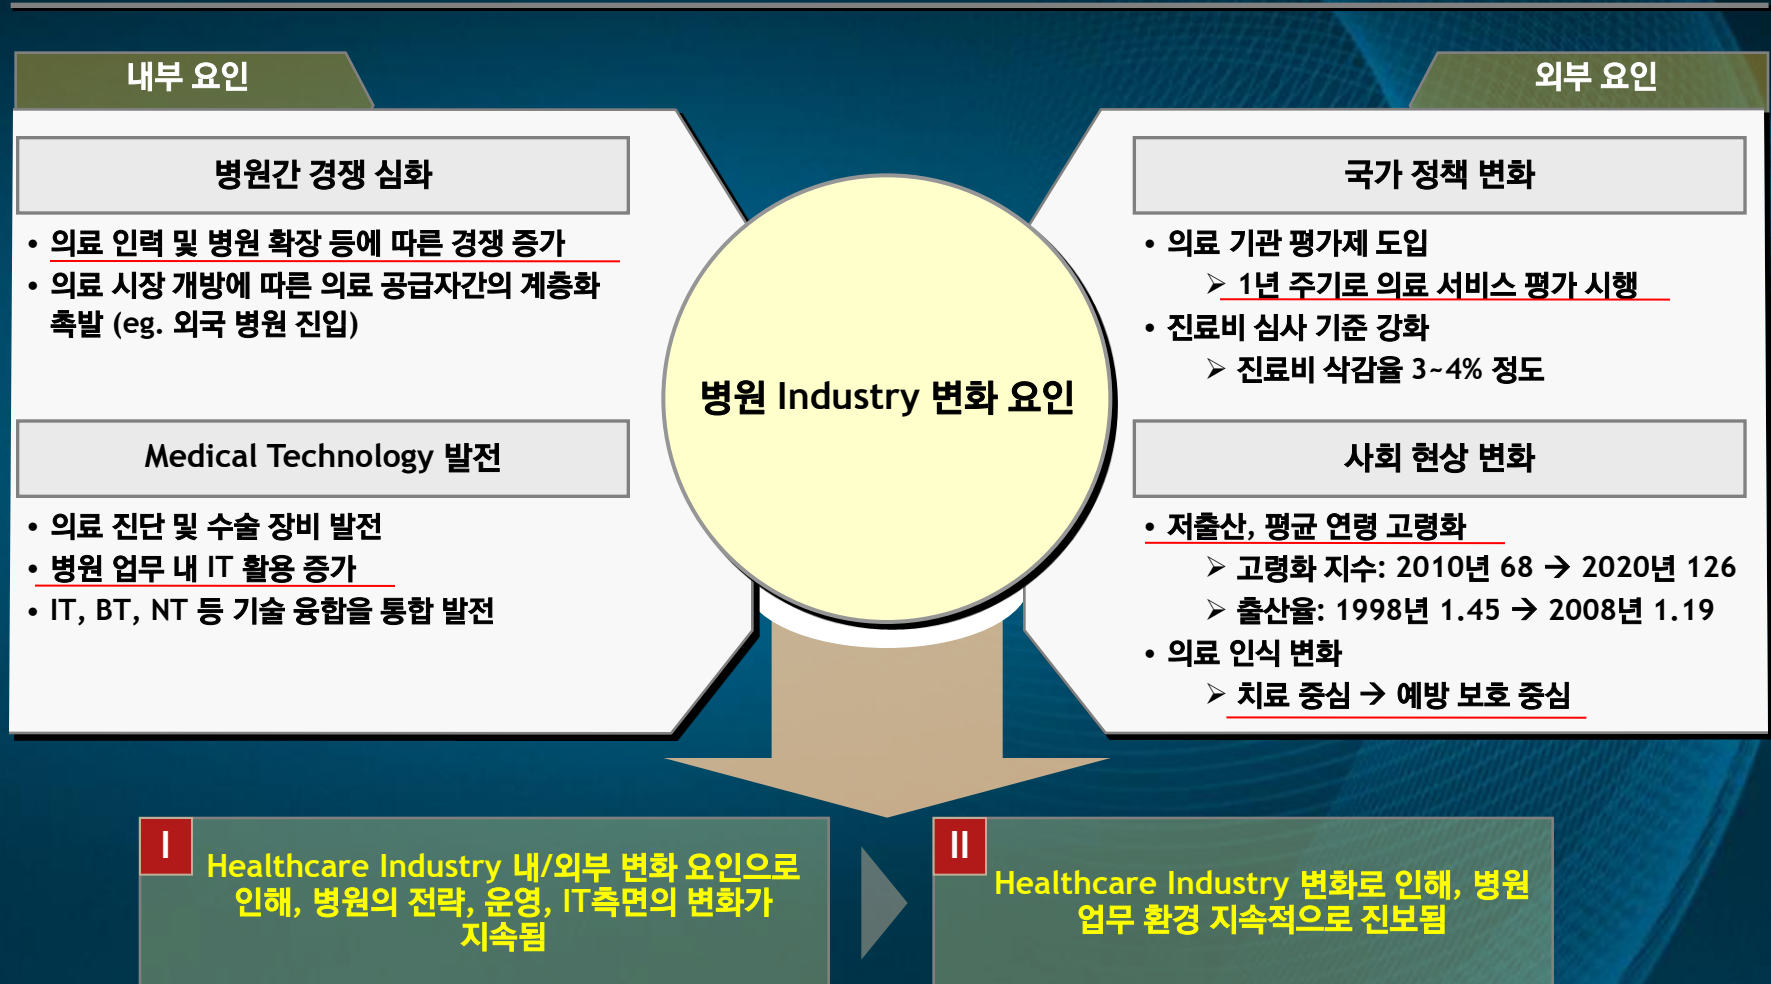 내부 요인
병원간 경쟁 심화
• 의료 인력 및 병원 확장 등에 따른 경쟁 증가
• 의료 시장 개방에 따른 의료 공급자간의 계층화
촉발 (eg. 외국 병원 진입)
Medical Technology 발전
• 의료 진단 및 수술 장비 발전
• 병원 업무 내 IT 활용 증가
• IT, BT, NT 등 기술 융합을 통합 발전
병원 Industry 변화 요인
외부 요인
국가 정책 변화
• 의료 기관 평가제 도입
➢ 1년 주기로 의료 서비스 평가 시행
• 진료비 심사 기준 강화
➢ 진료비 삭감율 3~4% 정도
사회 현상 변화
• 저출산, 평균 연령 고령화
➢ 고령화 지수: 2010년 68 → 2020년 126
➢ 출산율: 1998년 1.45 → 2008년 1.19
• 의료 인식 변화
➢ 치료 중심 → 예방 보호 중심
I
Healthcare Industry 내/외부 변화 요인으로
인해, 병원의 전략, 운영, IT측면의 변화가
지속됨
II
Healthcare Industry 변화로 인해, 병원
업무 환경 지속적으로 진보됨